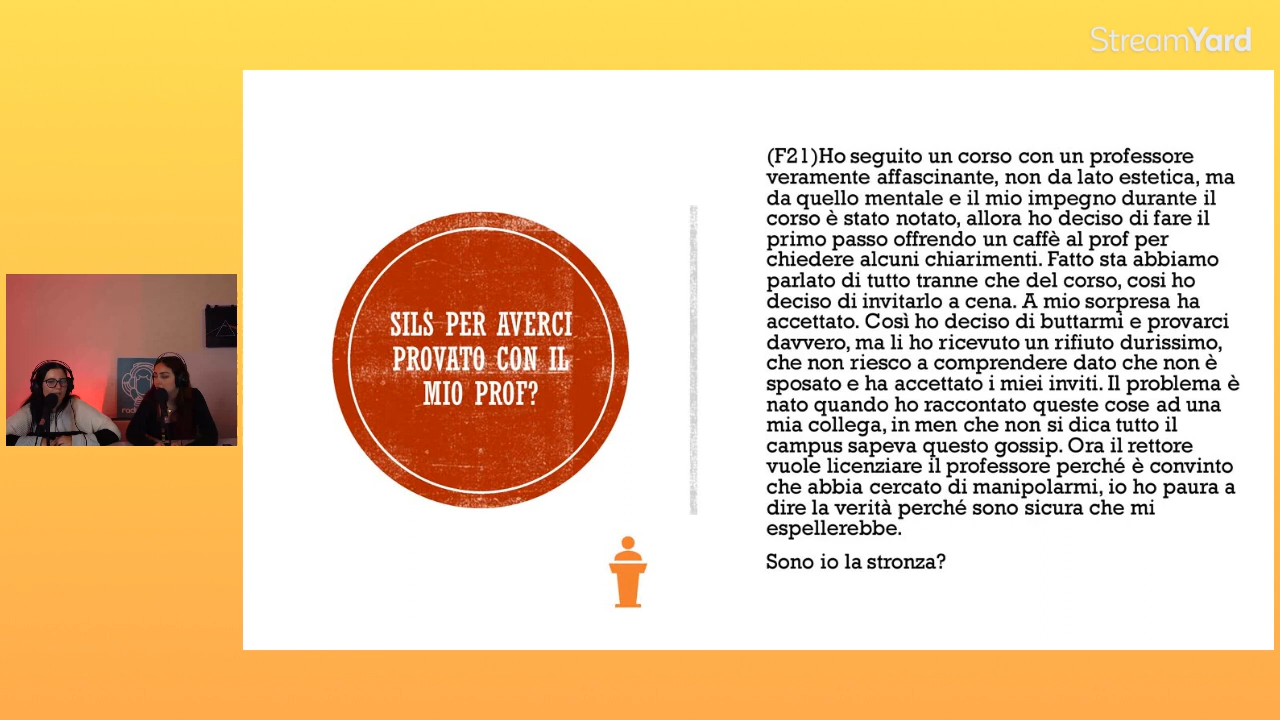 StreamYard
SILS PER AVERCI
PROVATO CON IL
MIO PROF?
(F21)Ho seguito un corso con un professore
veramente affascinante, non da lato estetica, ma
da quello mentale e il mio impegno durante il
corso è stato notato, allora ho deciso di fare il
primo passo offrendo un caffè al prof per
chiedere alcuni chiarimenti. Fatto sta abbiamo
parlato di tutto tranne che del corso, cosi ho
deciso di invitarlo a cena. A mio sorpresa ha
accettato. Così ho deciso di buttarmi e provarci
davvero, ma li ho ricevuto un rifiuto durissimo,
che non riesco a comprendere dato che non è
sposato e ha accettato i miei inviti. Il problema è
nato quando ho raccontato queste cose ad una
mia collega, in men che non si dica tutto il
campus sapeva questo gossip. Ora il rettore
vuole licenziare il professore perché è convinto
che abbia cercato di manipolarmi, io ho paura a
dire la verità perché sono sicura che mi
espellerebbe.
Sono io la stronza?